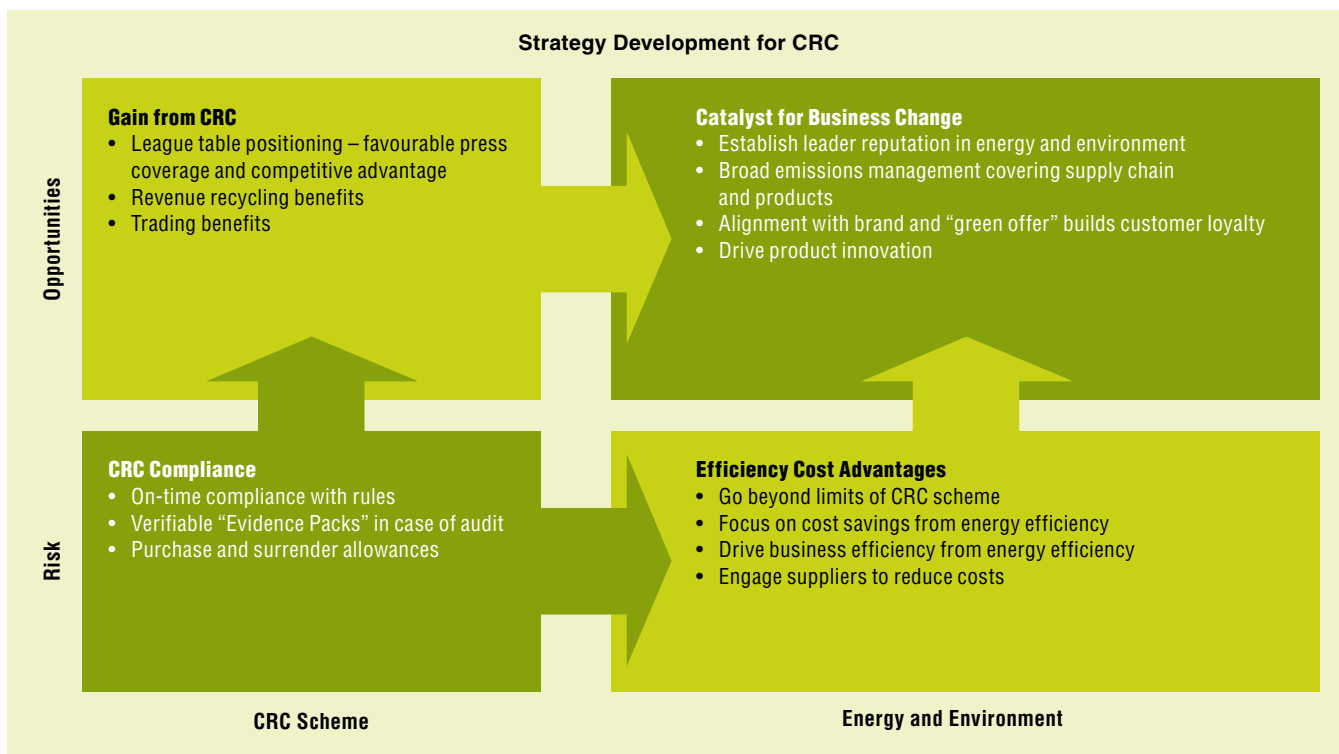 Strategy Development for CRC
Opportunities
Gain from CRC
• League table positioning – favourable press
coverage and competitive advantage
• Revenue recycling benefits
• Trading benefits
Catalyst for Business Change
• Establish leader reputation in energy and environment
• Broad emissions management covering supply chain
and products
• Alignment with brand and “green offer” builds customer loyalty
• Drive product innovation
Risk
CRC Compliance
• On-time compliance with rules
• Verifiable “Evidence Packs” in case of audit
• Purchase and surrender allowances
Efficiency Cost Advantages
• Go beyond limits of CRC scheme
• Focus on cost savings from energy efficiency
• Drive business efficiency from energy efficiency
• Engage suppliers to reduce costs
CRC Scheme
Energy and Environment